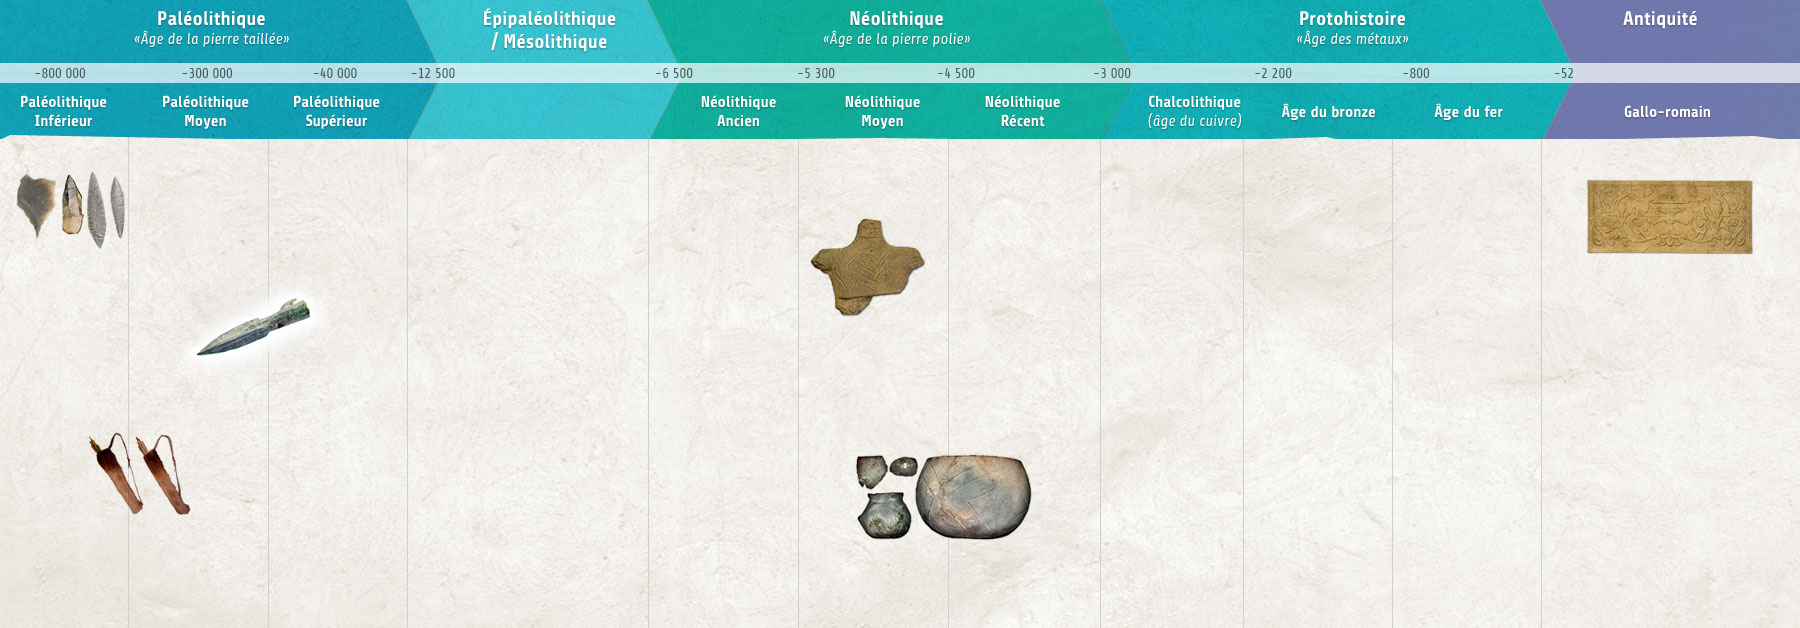 Paléolithique
«Âge de la pierre taillée»
Épipaléolithique
/ Mésolithique
Néolithique
«Âge de la pierre polie»
Protohistoire
«Âge des métaux»
Antiquité
-800 000 -300 000 -40 000 -12 500 -6 500 -5 300 -4 500 -3 000 -2 200 -800 -52
Paléolithique
Inférieur
Paléolithique
Moyen
Paléolithique
Supérieur
Néolithique
Ancien
Néolithique
Moyen
Néolithique
Récent
Chalcolithique
(âge du cuivre)
Âge du bronze
Âge du fer
Gallo-romain